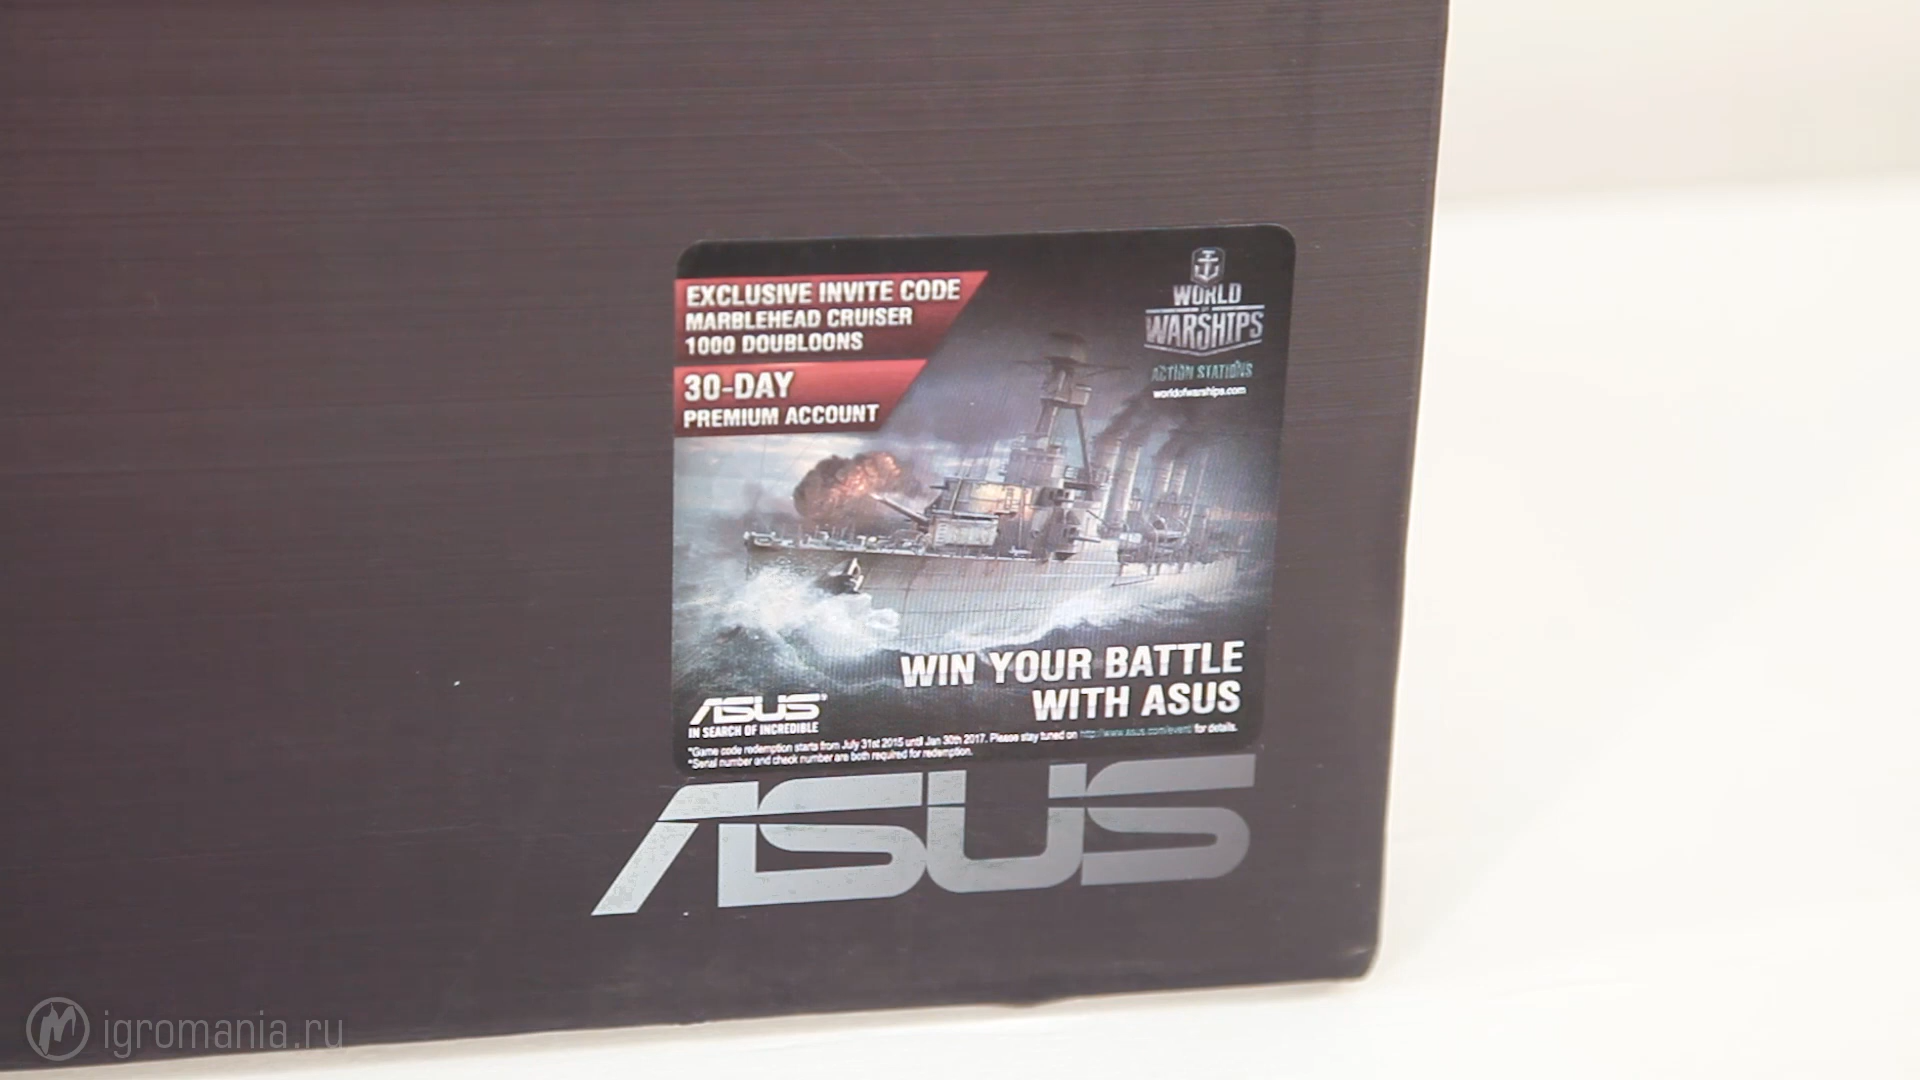 EXCLUSIVE INVITE CODE
MARBLEHEAD CRUISER
1000 DOUBLOONS
30-DAY
PREMIUM ACCOUNT
WORLD
OF
WARSHIPS
ACTION STATIONS
worldofwarships.com
WIN YOUR BATTLE
WITH ASUS
ASUS®
IN SEARCH OF INCREDIBLE
*Game code redemption starts from July 31st 2015 until Jan 30th 2017. Please stay tuned on http://www.asus.com/event/ for details.
*Serial number and check number are both required for redemption.
ASUS
igromania.ru